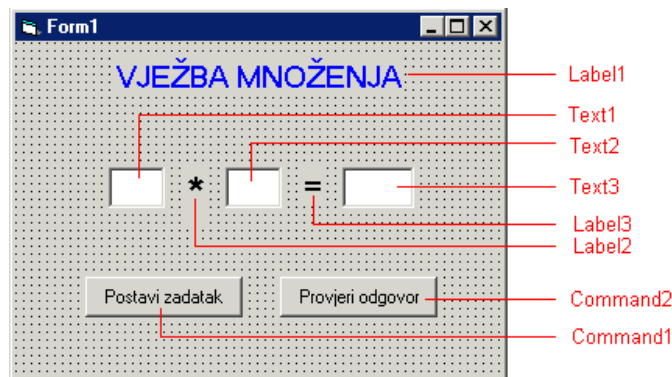 Form1
VJEŽBA MNOŽENJA
Label1
Text1
Text2
* =
Text3
Label3
Label2
Postavi zadatak Provjeri odgovor
Command2
Command1